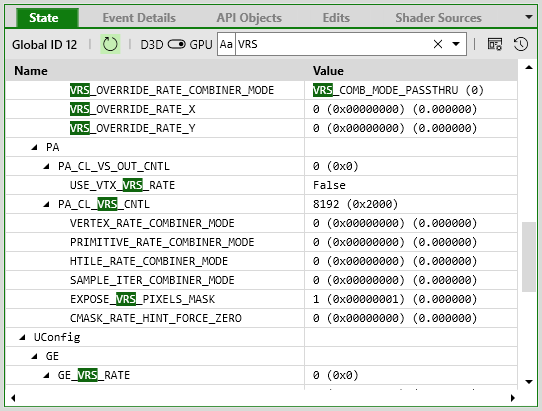 State Event Details API Objects Edits Shader Sources
Global ID 12 D3D GPU Aa VRS
Name Value
VRS_OVERRIDE_RATE_COMBINER_MODE VRS_COMB_MODE_PASSTHRU (0)
VRS_OVERRIDE_RATE_X 0 (0x00000000) (0.000000)
VRS_OVERRIDE_RATE_Y 0 (0x00000000) (0.000000)
PA
PA_CL_VS_OUT_CNTL 0 (0x0)
USE_VTX_VRS_RATE False
PA_CL_VRS_CNTL 8192 (0x2000)
VERTEX_RATE_COMBINER_MODE 0 (0x00000000) (0.000000)
PRIMITIVE_RATE_COMBINER_MODE 0 (0x00000000) (0.000000)
HTILE_RATE_COMBINER_MODE 0 (0x00000000) (0.000000)
SAMPLE_ITER_COMBINER_MODE 0 (0x00000000) (0.000000)
EXPOSE_VRS_PIXELS_MASK 1 (0x00000001) (0.000000)
CMASK_RATE_HINT_FORCE_ZERO 0 (0x00000000) (0.000000)
UConfig
GE
GE_VRS_RATE 0 (0x0)